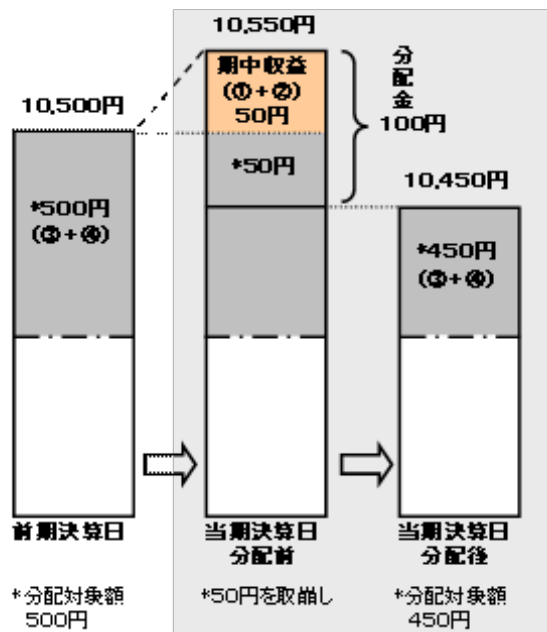 10,500円
*500円
(③+④)
前期決算日
*分配対象額
500円
10,550円
期中収益
(①+②)
50円
*50円
分配金
100円
当期決算日
分配前
*50円を取崩し
10,450円
*450円
(③+④)
当期決算日
分配後
*分配対象額
450円